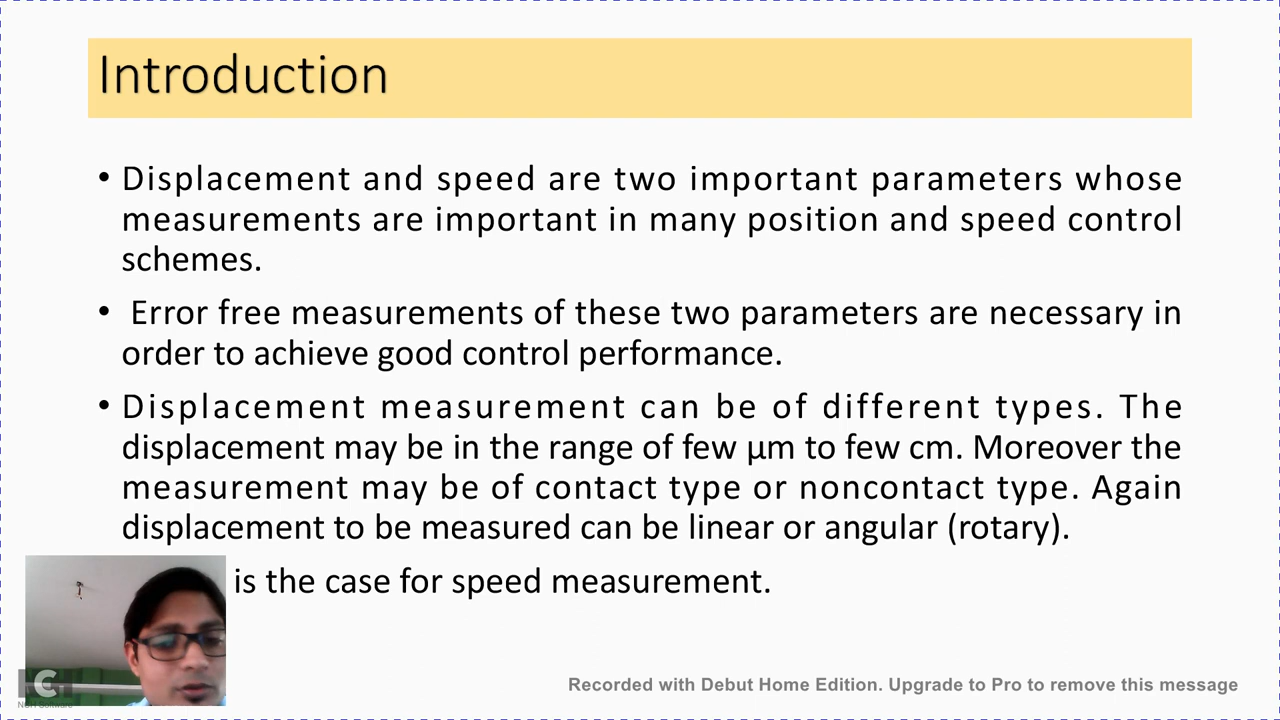 Introduction
• Displacement and speed are two important parameters whose
measurements are important in many position and speed control
schemes.
• Error free measurements of these two parameters are necessary in
order to achieve good control performance.
• Displacement measurement can be of different types. The
displacement may be in the range of few μm to few cm. Moreover the
measurement may be of contact type or noncontact type. Again
displacement to be measured can be linear or angular (rotary).
is the case for speed measurement.
NCH Software
Recorded with Debut Home Edition. Upgrade to Pro to remove this message